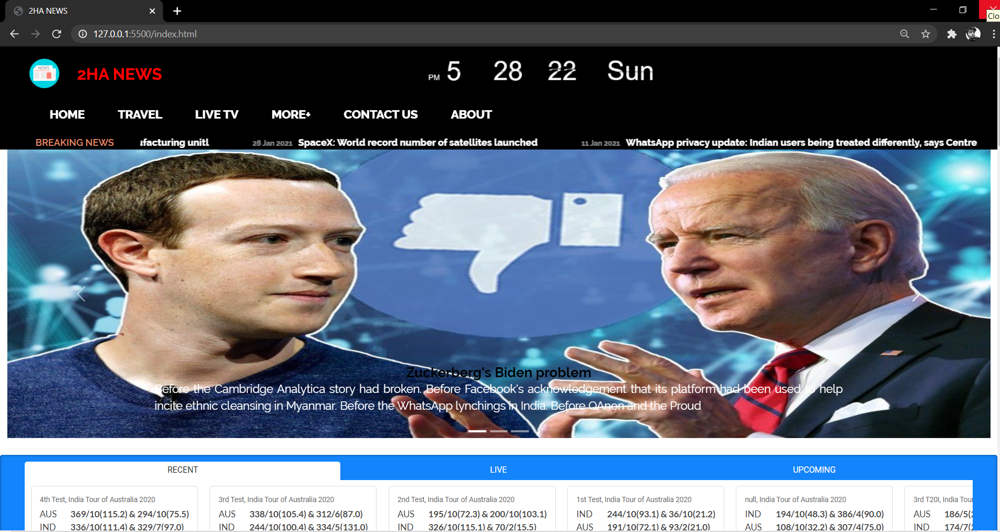 2HA NEWS
Clo
127.0.0.1:5500/index.html
NEWS
2HA NEWS
PM 5 28 22 Sun
HOME TRAVEL LIVE TV MORE+ CONTACT US ABOUT
BREAKING NEWS ufacturing unitl 28 Jan 2021 SpaceX: World record number of satellites launched 11 Jan 2021 WhatsApp privacy update: Indian users being treated differently, says Centre
Zuckerberg's Biden problem
Before the Cambridge Analytica story had broken. Before Facebook's acknowledgement that its platform had been used to help
incite ethnic cleansing in Myanmar. Before the WhatsApp lynchings in India. Before QAnon and the Proud
RECENT LIVE UPCOMING
4th Test, India Tour of Australia 2020
AUS 369/10(115.2) & 294/10(75.5)
IND 336/10(111.4) & 329/7(97.0)
3rd Test, India Tour of Australia 2020
AUS 338/10(105.4) & 312/6(87.0)
IND 244/10(100.4) & 334/5(131.0)
2nd Test, India Tour of Australia 2020
AUS 195/10(72.3) & 200/10(103.1)
IND 326/10(115.1) & 70/2(15.5)
1st Test, India Tour of Australia 2020
IND 244/10(93.1) & 36/10(21.2)
AUS 191/10(72.1) & 93/2(21.0)
null, India Tour of Australia 2020
IND 194/10(48.3) & 386/4(90.0)
AUS 108/10(32.2) & 307/4(75.0)
3rd T20I, India Tour
AUS 186/5(2
IND 174/7(2